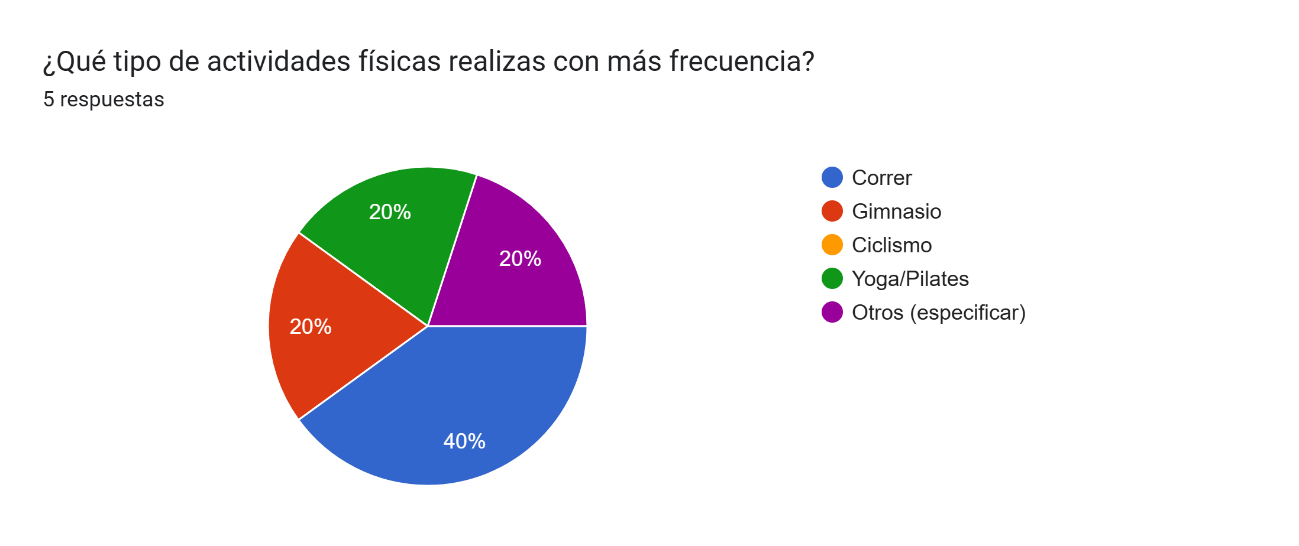 ¿Qué tipo de actividades físicas realizas con más frecuencia?
5 respuestas
20%
20%
20%
40%
Correr
Gimnasio
Ciclismo
Yoga/Pilates
Otros (especificar)